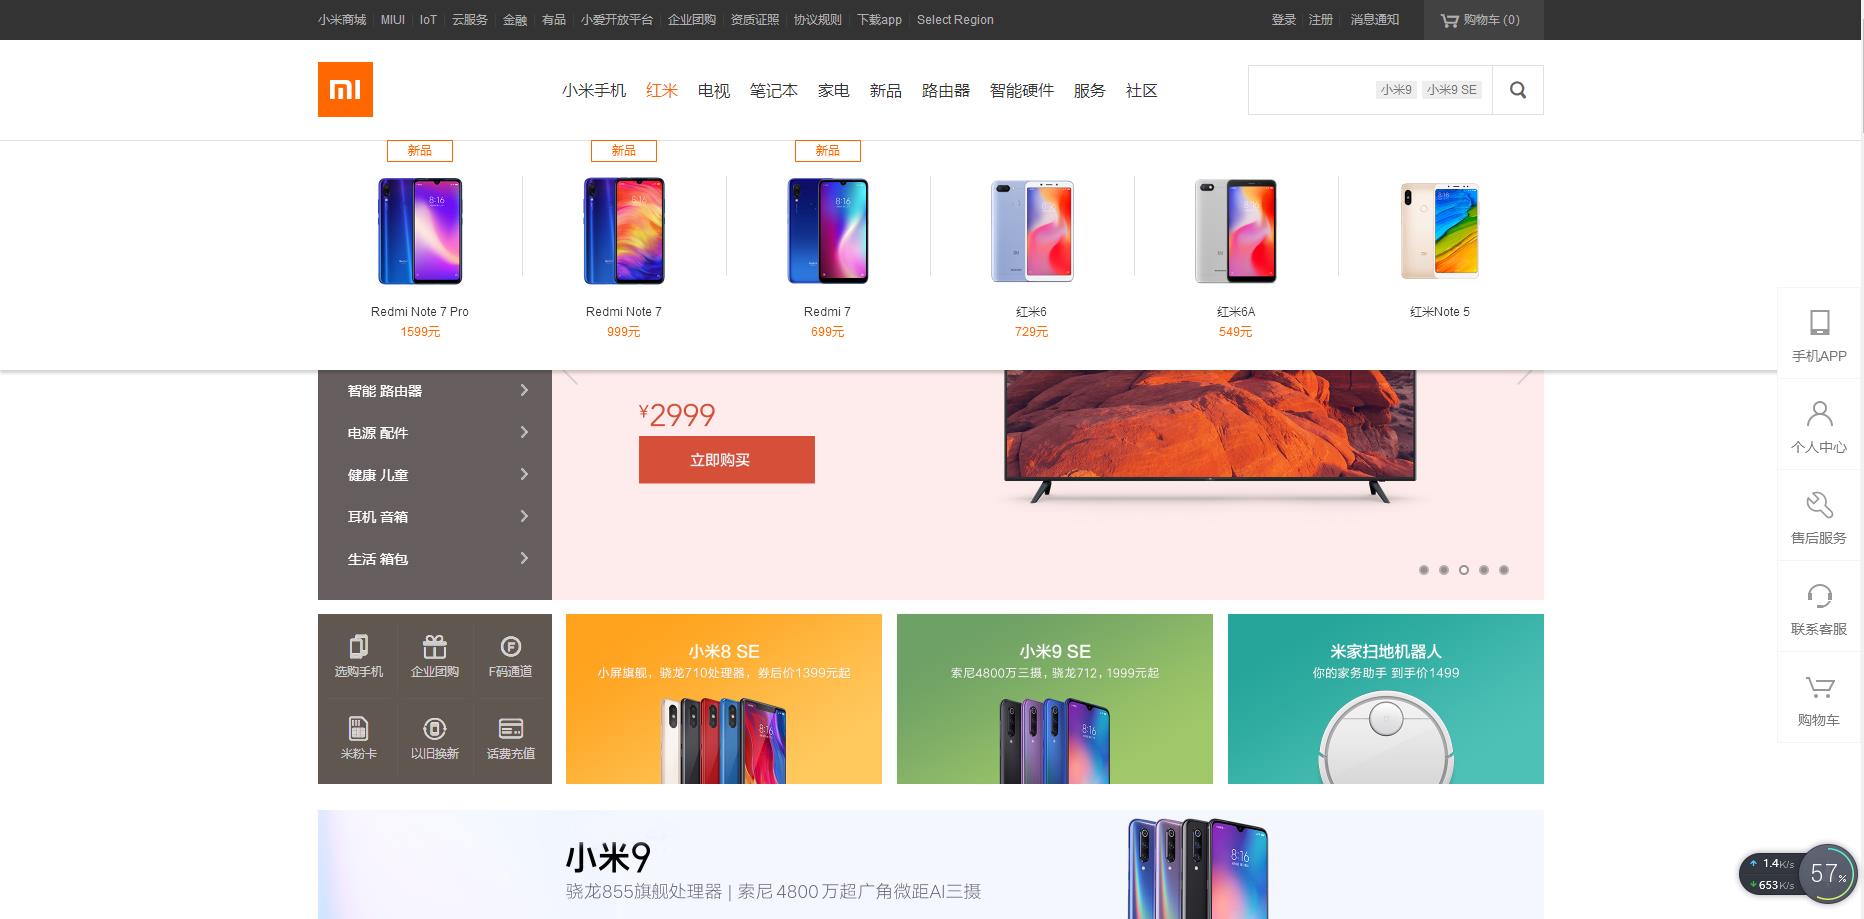 小米商城 MIUI IoT 云服务 金融 有品 小爱开放平台 企业团购 资质证照 协议规则 下载app Select Region 登录 注册 消息通知 购物车 (0)
mi 小米手机 红米 电视 笔记本 家电 新品 路由器 智能硬件 服务 社区 小米9 小米9 SE
新品 新品 新品
Redmi Note 7 Pro Redmi Note 7 Redmi 7 红米6 红米6A 红米Note 5
1599元 999元 699元 729元 549元
手机APP
智能 路由器
¥2999
电源 配件
个人中心
立即购买
健康 儿童
耳机 音箱
售后服务
生活 箱包
联系客服
选购手机 企业团购 F码通道
小米8 SE
小屏旗舰，骁龙710处理器，券后价1399元起
小米9 SE
索尼4800万三摄，骁龙712，1999元起
米家扫地机器人
你的家务助手 到手价1499
购物车
米粉卡 以旧换新 话费充值
小米9
骁龙855旗舰处理器 | 索尼4800万超广角微距AI三摄
1.4K/s
653K/s
57%